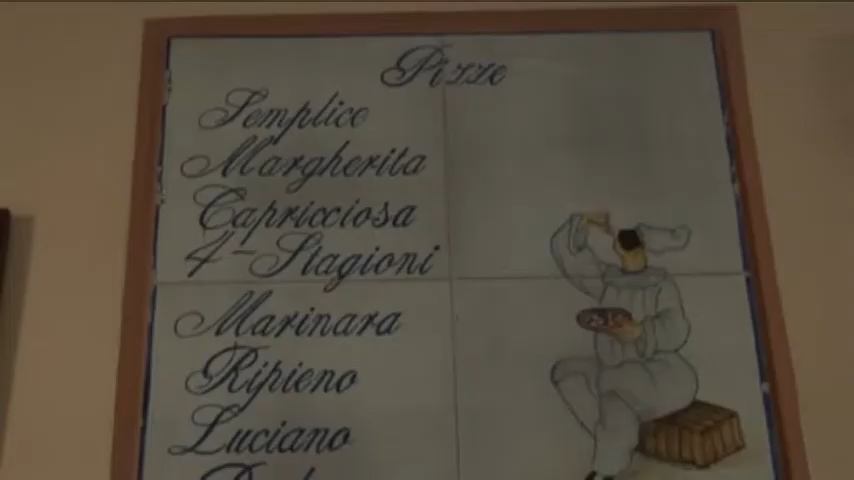 Pizze
Semplice
Margherita
Capricciosa
4-Stagioni
Marinara
Ripieno
Luciano